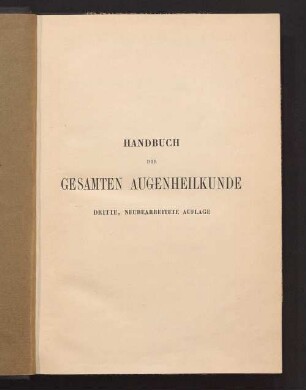 HANDBUCH
DER
GESAMTEN AUGENHEILKUNDE
DRITTE, NEUBEARBEITETE AUFLAGE